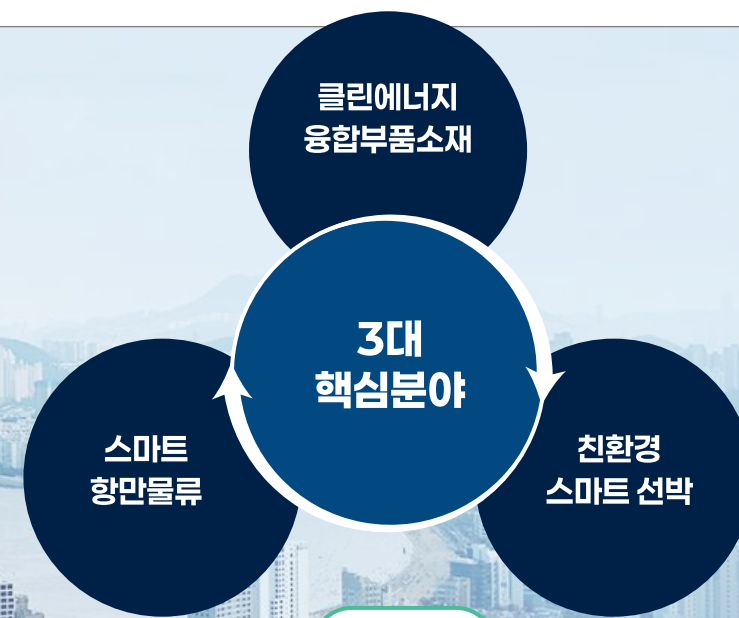 클린에너지
융합부품소재
3대
핵심분야
스마트
항만물류
친환경
스마트 선박